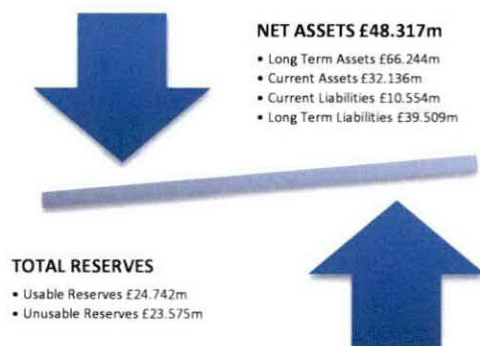 NET ASSETS £48.317m
• Long Term Assets £66.244m
• Current Assets £32.136m
• Current Liabilities £10.554m
• Long Term Liabilities £39.509m
TOTAL RESERVES
• Usable Reserves £24.742m
• Unusable Reserves £23.575m